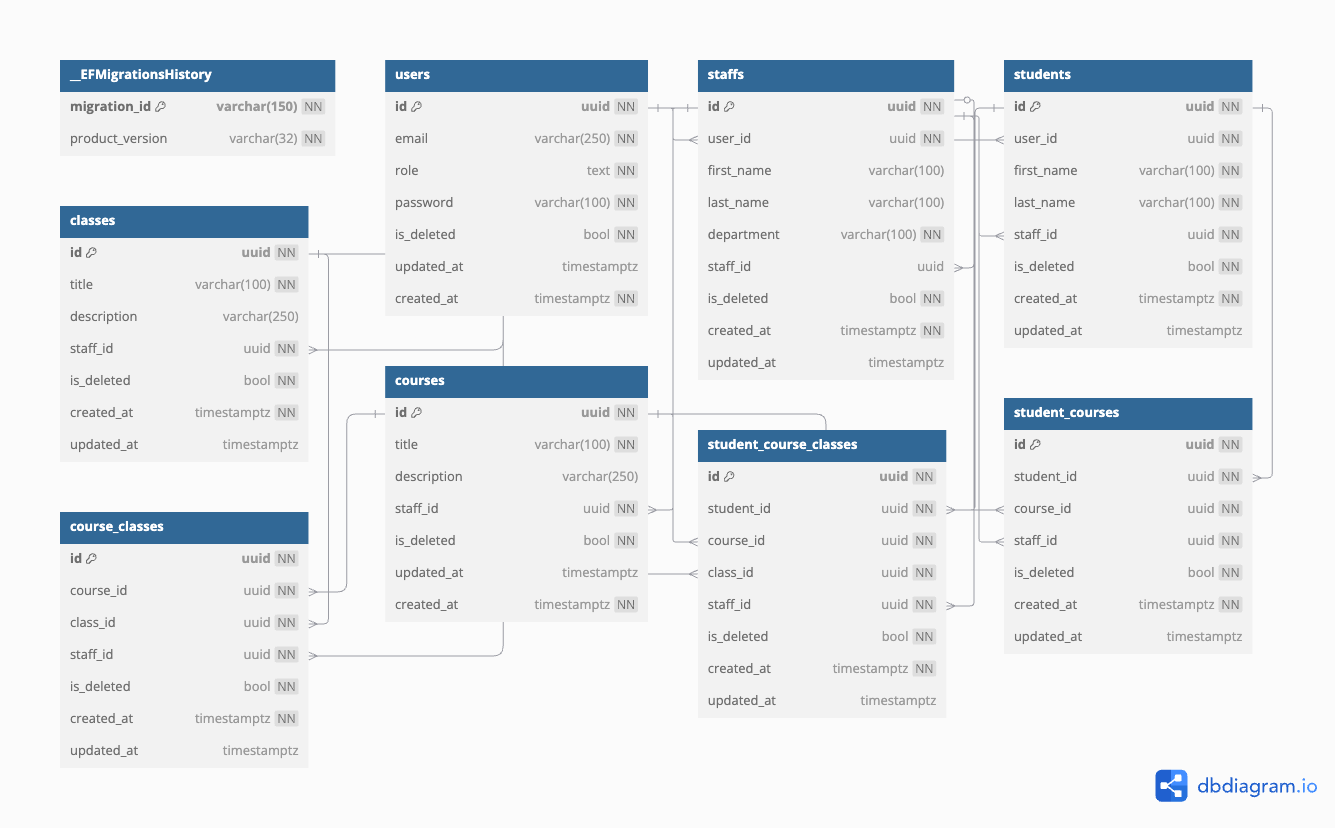 __EFMigrationsHistory
migration_id varchar(150) NN
product_version varchar(32) NN
users
id uuid NN
email varchar(250) NN
role text NN
password varchar(100) NN
is_deleted bool NN
updated_at timestamptz
created_at timestamptz NN
staffs
id uuid NN
user_id uuid NN
first_name varchar(100)
last_name varchar(100)
department varchar(100) NN
staff_id uuid
is_deleted bool NN
created_at timestamptz NN
updated_at timestamptz
students
id uuid NN
user_id uuid NN
first_name varchar(100) NN
last_name varchar(100) NN
staff_id uuid NN
is_deleted bool NN
created_at timestamptz NN
updated_at timestamptz
classes
id uuid NN
title varchar(100) NN
description varchar(250)
staff_id uuid NN
is_deleted bool NN
created_at timestamptz NN
updated_at timestamptz
courses
id uuid NN
title varchar(100) NN
description varchar(250)
staff_id uuid NN
is_deleted bool NN
updated_at timestamptz
created_at timestamptz NN
student_course_classes
id uuid NN
student_id uuid NN
course_id uuid NN
class_id uuid NN
staff_id uuid NN
is_deleted bool NN
created_at timestamptz NN
updated_at timestamptz
student_courses
id uuid NN
student_id uuid NN
course_id uuid NN
staff_id uuid NN
is_deleted bool NN
created_at timestamptz NN
updated_at timestamptz
course_classes
id uuid NN
course_id uuid NN
class_id uuid NN
staff_id uuid NN
is_deleted bool NN
created_at timestamptz NN
updated_at timestamptz
dbdiagram.io